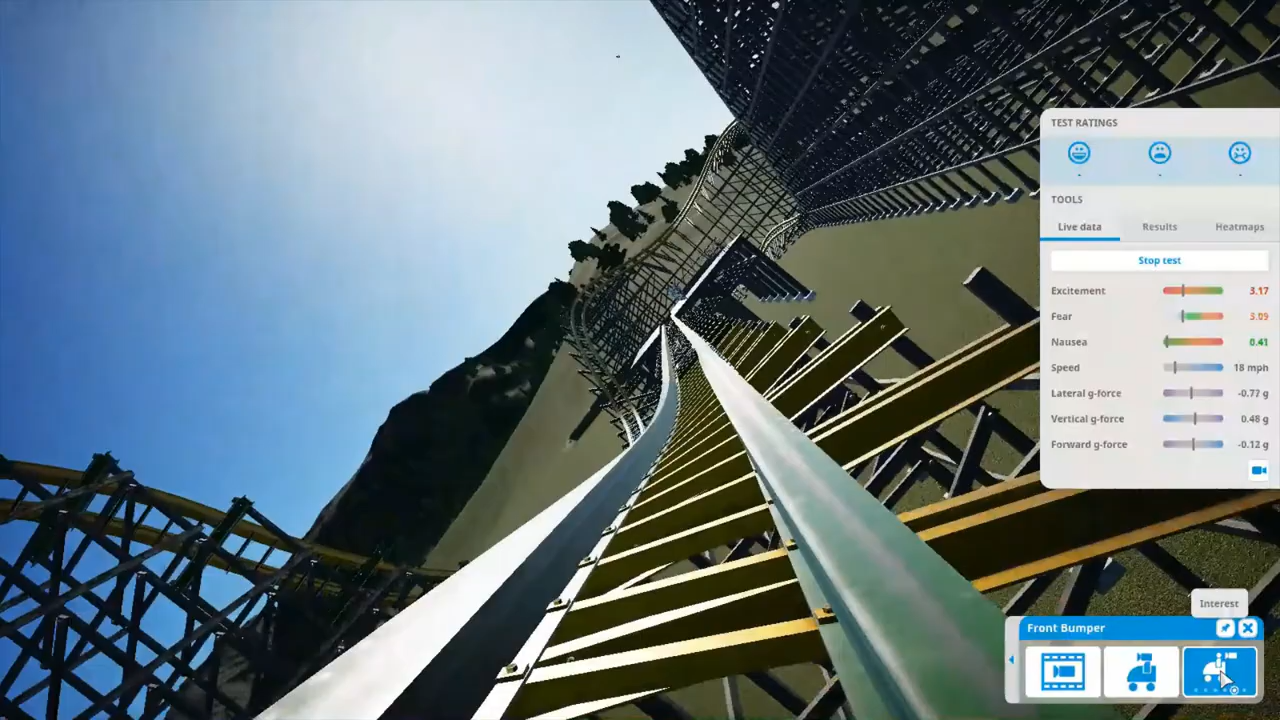 TEST RATINGS
- - -
TOOLS
Live data Results Heatmaps
Stop test
Excitement 3.17
Fear 3.09
Nausea 0.41
Speed 18 mph
Lateral g-force -0.77 g
Vertical g-force 0.48 g
Forward g-force -0.12 g
Interest
Front Bumper